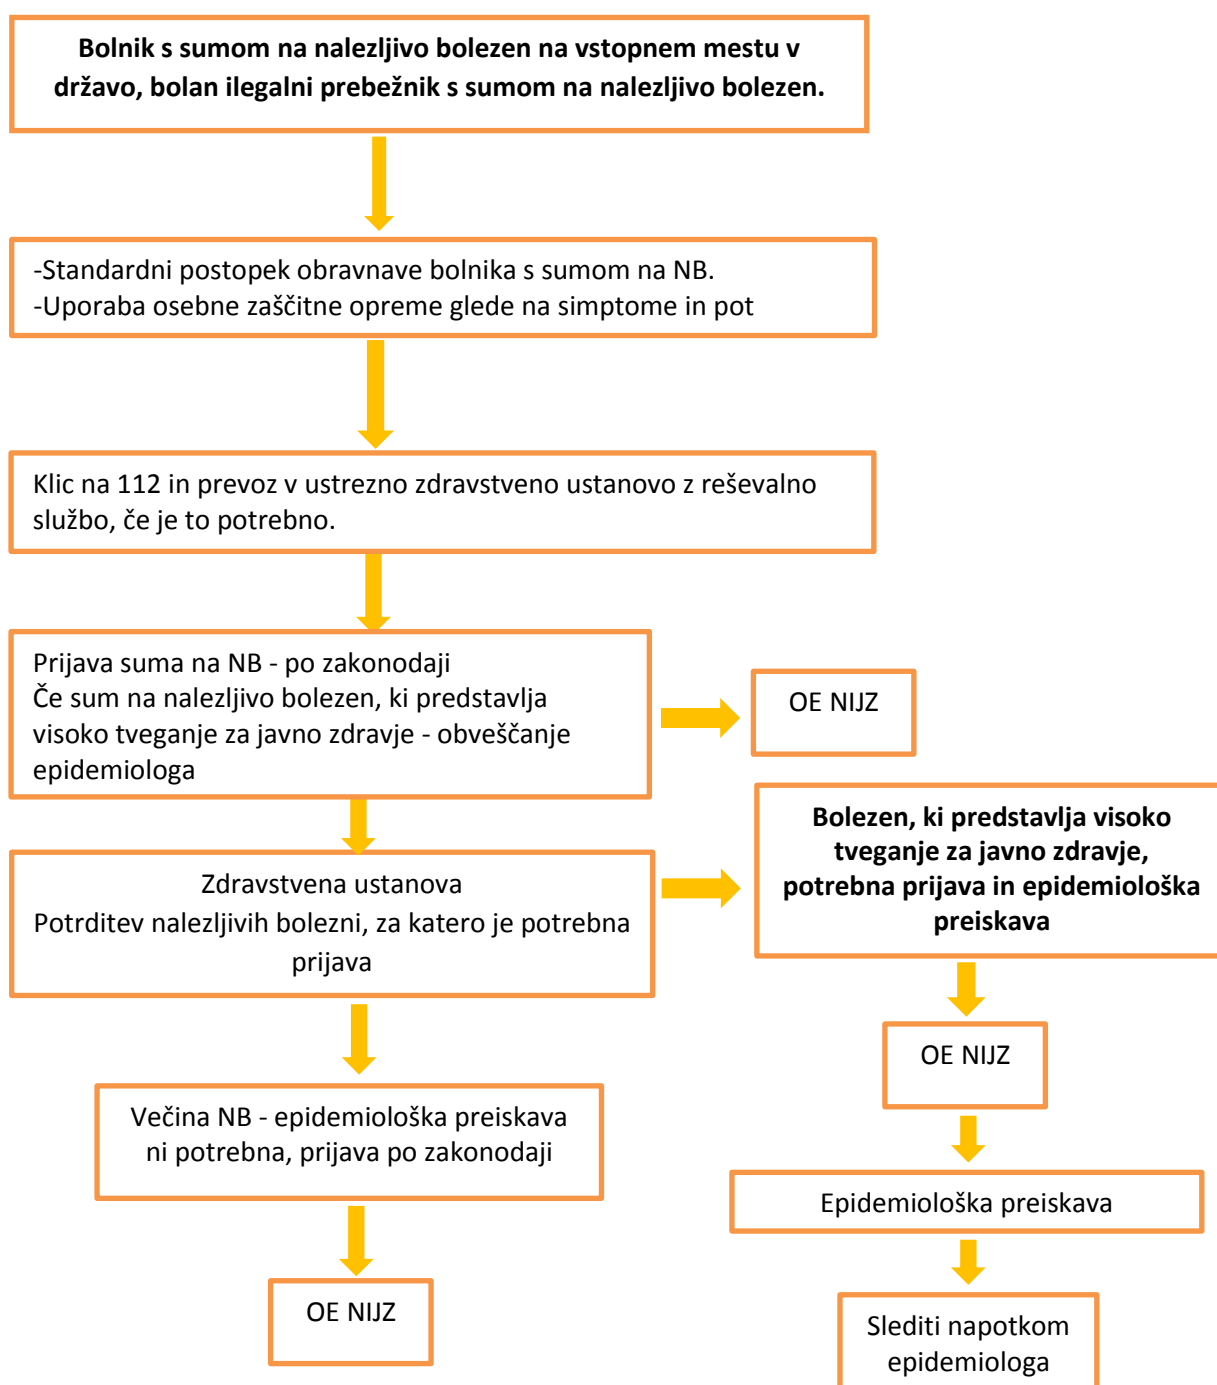 Bolnik s sumom na nalezljivo bolezen na vstopnem mestu v
državo, bolan ilegalni prebežnik s sumom na nalezljivo bolezen.
-Standardni postopek obravnave bolnika s sumom na NB.
-Uporaba osebne zaščitne opreme glede na simptome in pot
Klic na 112 in prevoz v ustrezno zdravstveno ustanovo z reševalno
službo, če je to potrebno.
Prijava suma na NB - po zakonodaji
Če sum na nalezljivo bolezen, ki predstavlja
visoko tveganje za javno zdravje - obveščanje
epidemiologa
OE NIJZ
Zdravstvena ustanova
Potrditev nalezljivih bolezni, za katero je potrebna
prijava
Bolezen, ki predstavlja visoko
tveganje za javno zdravje,
potrebna prijava in epidemiološka
preiskava
OE NIJZ
Večina NB - epidemiološka preiskava
ni potrebna, prijava po zakonodaji
Epidemiološka preiskava
OE NIJZ
Slediti napotkom
epidemiologa